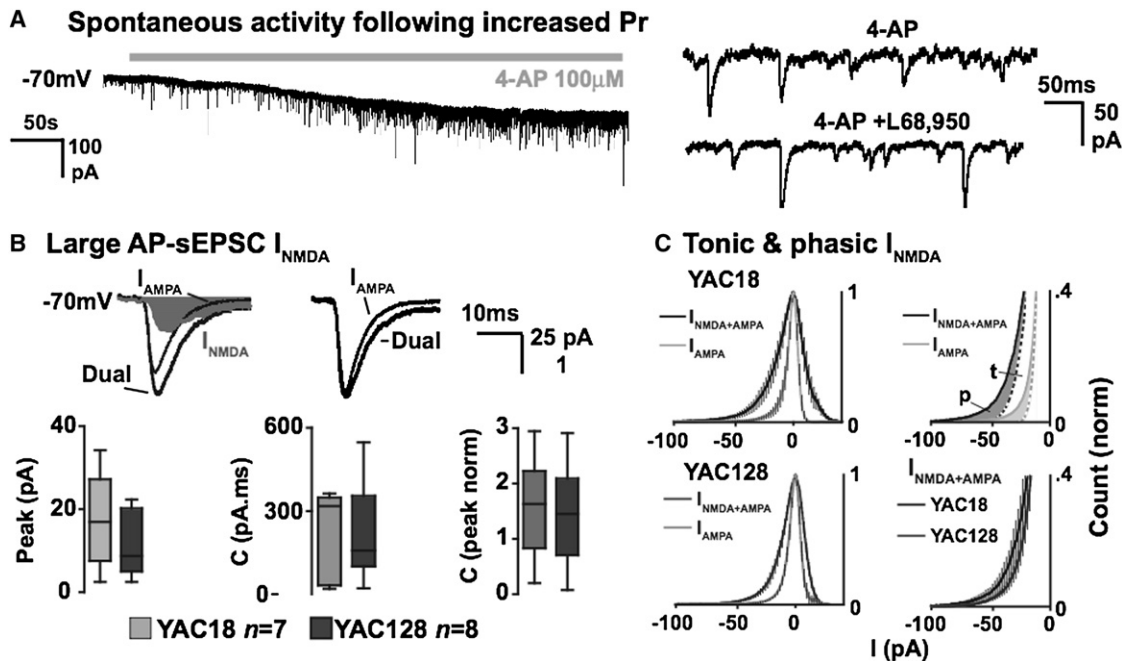 A Spontaneous activity following increased Pr
-70mV
4-AP 100μM
50s
100
pA
4-AP
50ms
50
pA
4-AP +L68,950
B Large AP-sEPSC I_NMDA
-70mV
I_AMPA
I_NMDA
Dual
I_AMPA
Dual
10ms
25 pA
1
Peak (pA)
40
20
0
C (pA.ms)
600
300
0
C (peak norm)
3
2
1
0
YAC18 n=7
YAC128 n=8
C Tonic & phasic I_NMDA
YAC18
I_NMDA+AMPA
I_AMPA
1
0
-100
-50
0
I_NMDA+AMPA
I_AMPA
t
p
.4
0
-100
-50
0
YAC128
I_NMDA+AMPA
I_AMPA
1
0
-100
-50
0
I_NMDA+AMPA
YAC18
YAC128
.4
0
-100
-50
0
Count (norm)
I (pA)